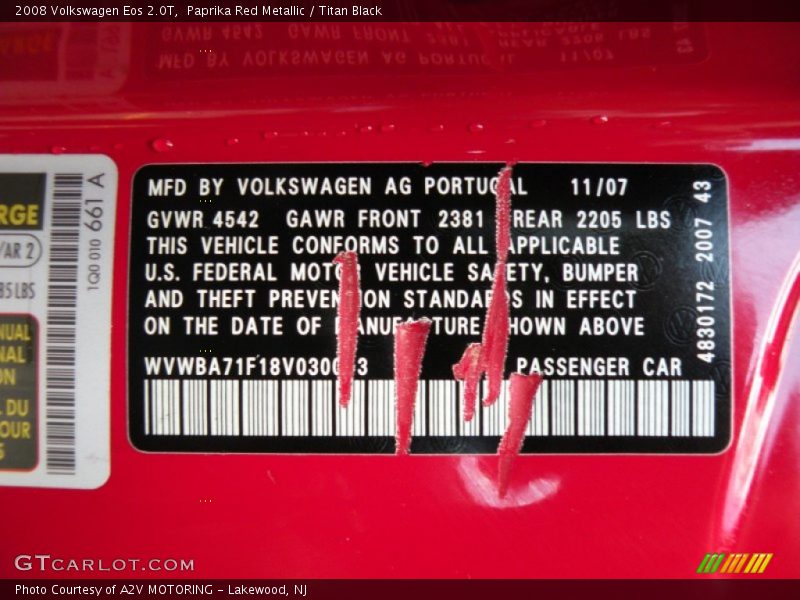 2008 Volkswagen Eos 2.0T, Paprika Red Metallic / Titan Black
MFD BY VOLKSWAGEN AG 11/07
GVWR 4542 GAWR FRONT 2381 REAR 2205 LBS
THIS VEHICLE CONFORMS TO ALL APPLICABLE
U.S. FEDERAL MOTOR VEHICLE SAFETY, BUMPER
AND THEFT PREVENTION STANDARDS IN EFFECT
ON THE DATE OF MANUFACTURE SHOWN ABOVE
PASSENGER CAR
4830172 2007 43
1Q0 010 661 A
/AR 2
GTCARLOT.COM
Photo Courtesy of A2V MOTORING - Lakewood, NJ